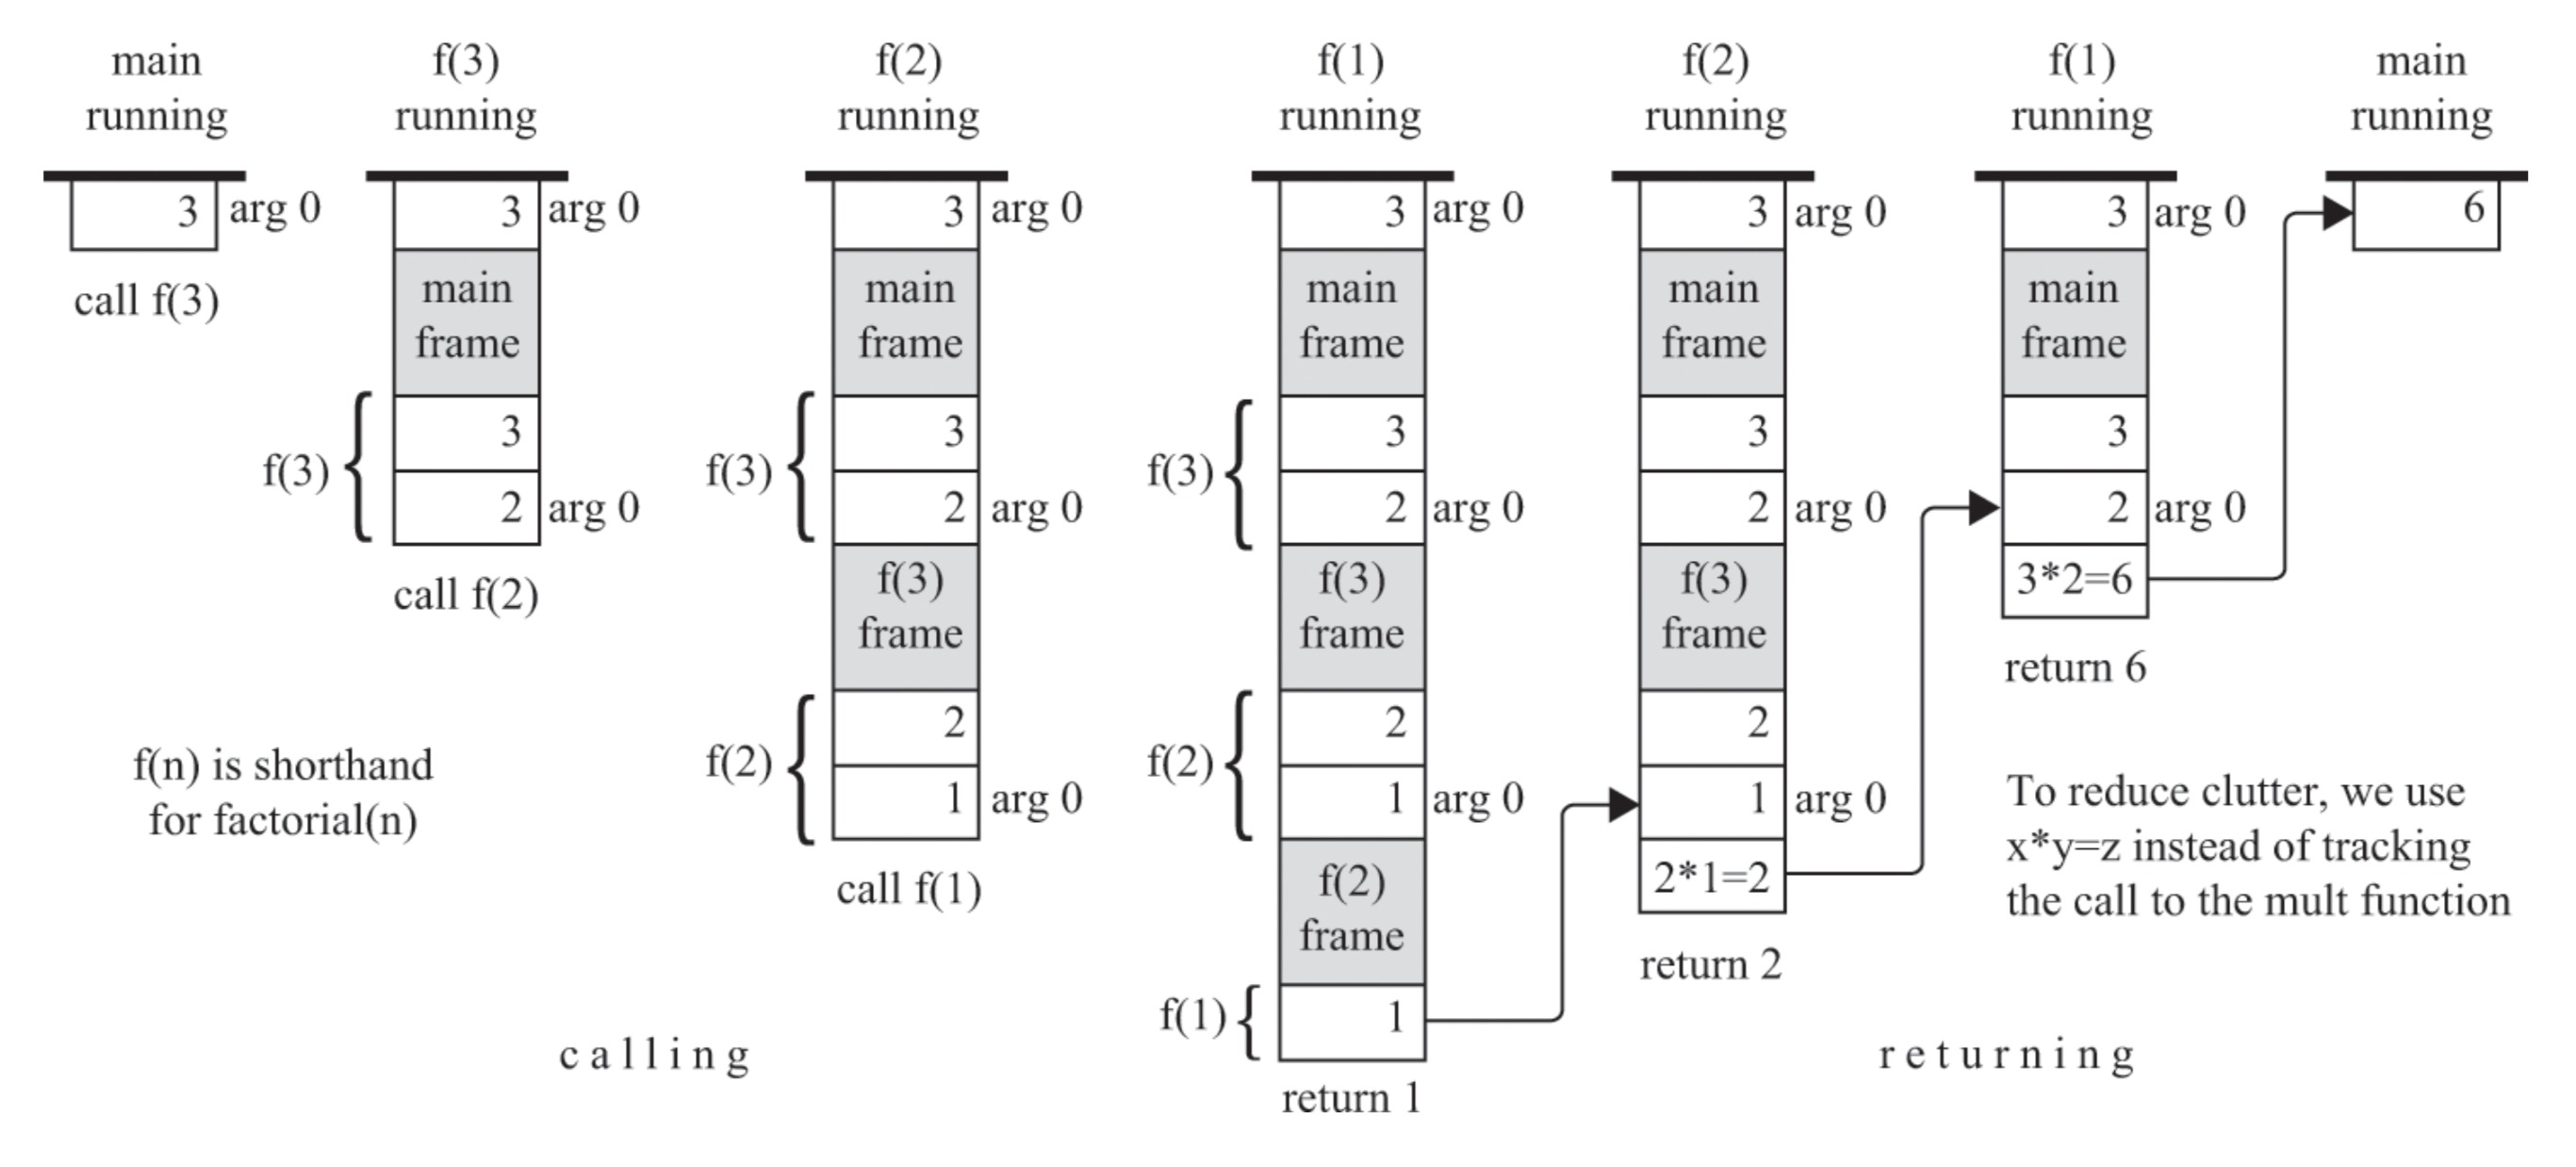 main
running
3 arg 0
call f(3)
f(3)
running
3 arg 0
main
frame
f(3)
3
2 arg 0
call f(2)
f(2)
running
3 arg 0
main
frame
f(3)
3
2 arg 0
f(3)
frame
f(2)
2
1 arg 0
call f(1)
f(1)
running
3 arg 0
main
frame
f(3)
3
2 arg 0
f(3)
frame
f(2)
2
1 arg 0
f(2)
frame
f(1)
1
return 1
f(2)
running
3 arg 0
main
frame
3
2 arg 0
f(3)
frame
2
1 arg 0
2*1=2
return 2
f(1)
running
3 arg 0
main
frame
3
2 arg 0
3*2=6
return 6
main
running
6
f(n) is shorthand
for factorial(n)
To reduce clutter, we use
x*y=z instead of tracking
the call to the mult function
calling
returning